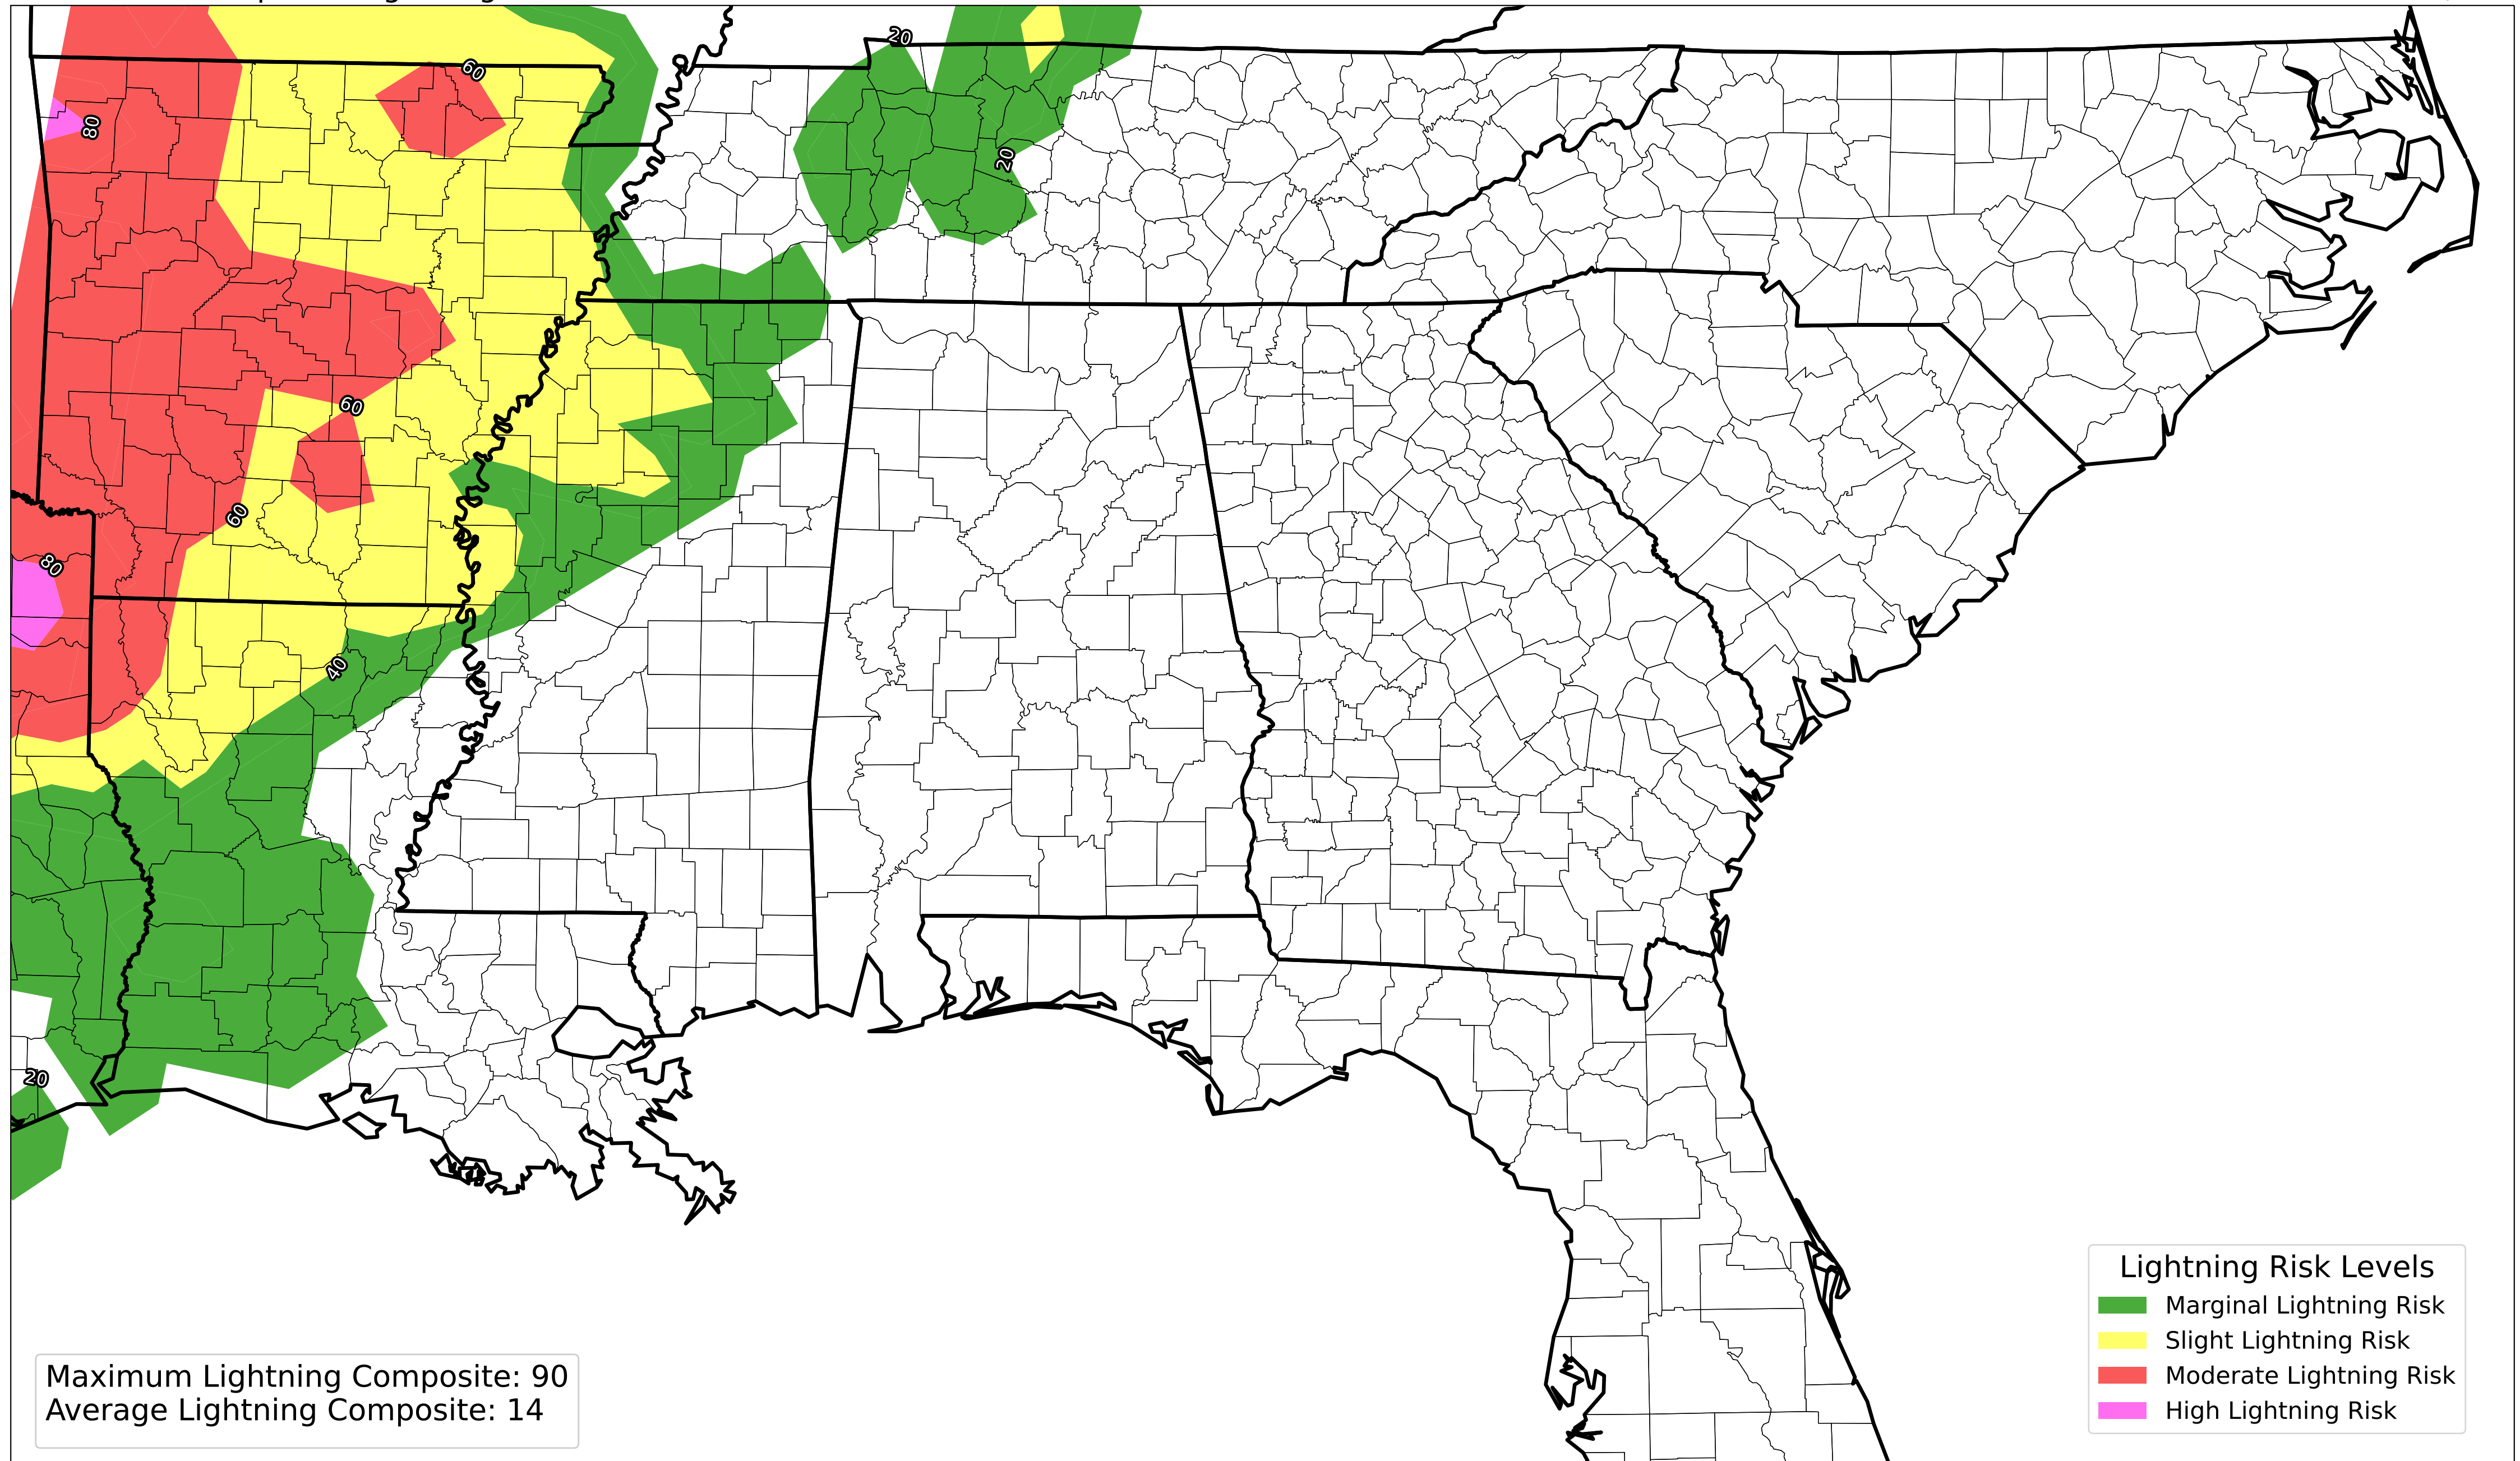 20
60
80
20
60
60
80
40
20
Lightning Risk Levels
Marginal Lightning Risk
Slight Lightning Risk
Moderate Lightning Risk
High Lightning Risk
Maximum Lightning Composite: 90
Average Lightning Composite: 14